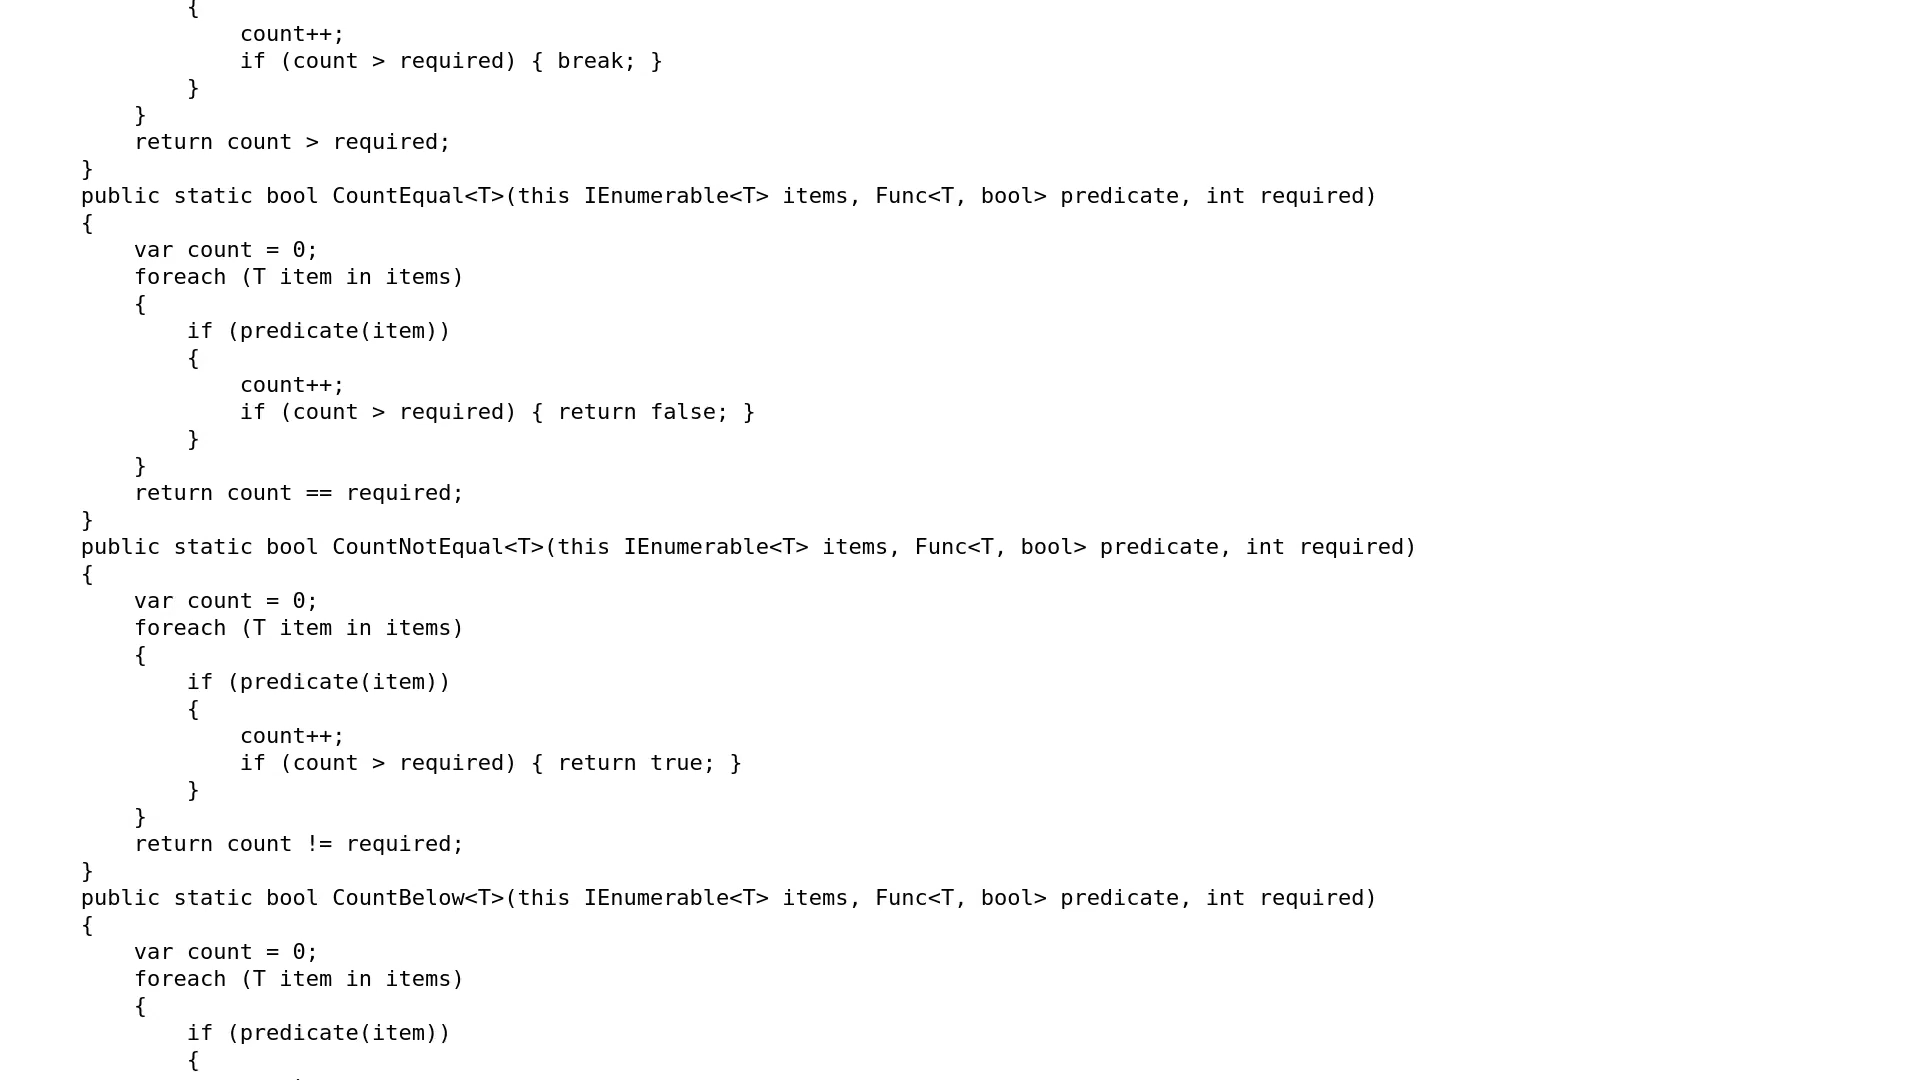 {
count++;
if (count > required) { break; }
}
}
return count > required;
}
public static bool CountEqual<T>(this IEnumerable<T> items, Func<T, bool> predicate, int required)
{
var count = 0;
foreach (T item in items)
{
if (predicate(item))
{
count++;
if (count > required) { return false; }
}
}
return count == required;
}
public static bool CountNotEqual<T>(this IEnumerable<T> items, Func<T, bool> predicate, int required)
{
var count = 0;
foreach (T item in items)
{
if (predicate(item))
{
count++;
if (count > required) { return true; }
}
}
return count != required;
}
public static bool CountBelow<T>(this IEnumerable<T> items, Func<T, bool> predicate, int required)
{
var count = 0;
foreach (T item in items)
{
if (predicate(item))
{